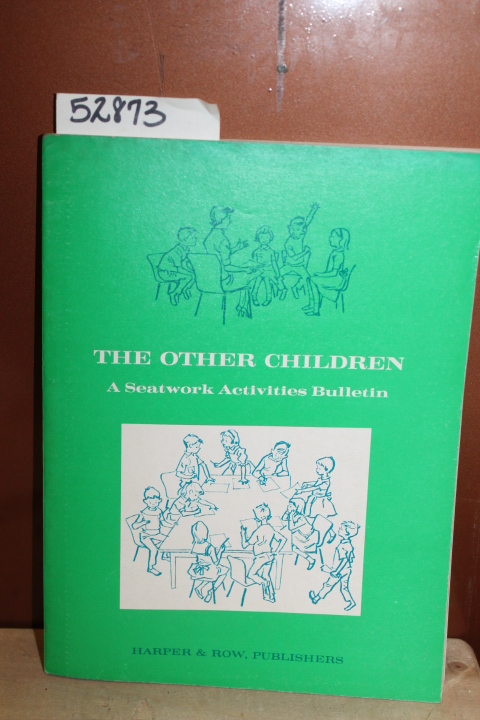 52873
THE OTHER CHILDREN
A Seatwork Activities Bulletin
HARPER & ROW, PUBLISHERS